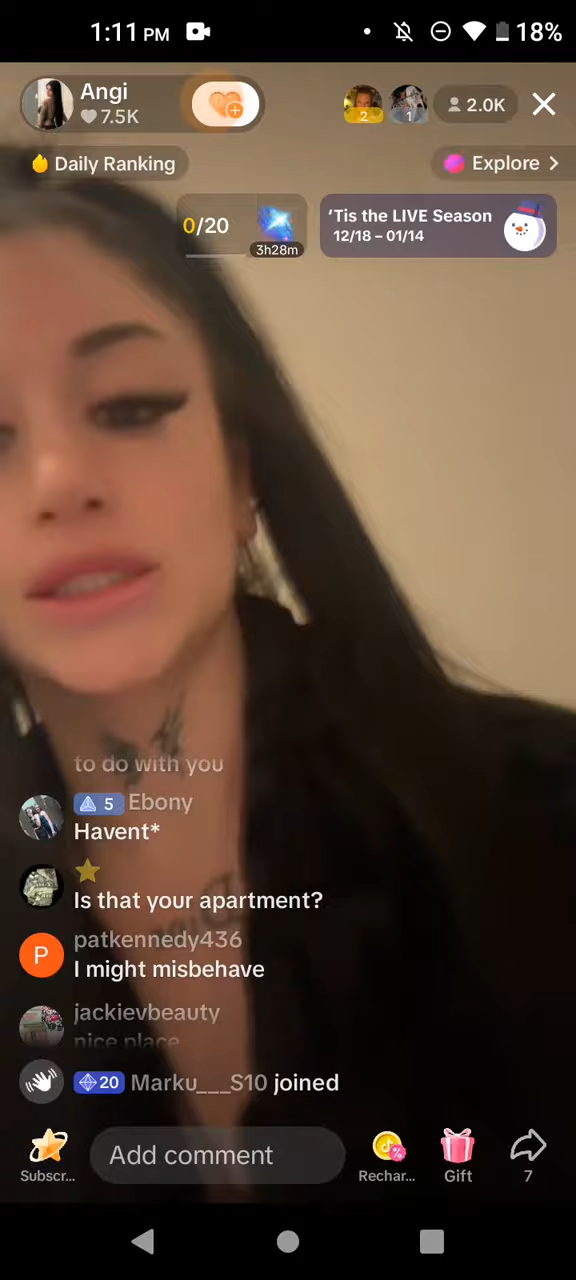 1:11 PM
18%
Angi
7.5K
2
1
2.0K
Daily Ranking
Explore >
0/20
3h28m
'Tis the LIVE Season
12/18 – 01/14
to do with you
5 Ebony
Havent*
Is that your apartment?
P
patkennedy436
I might misbehave
jackievbeauty
nice place
20 Marku___S10 joined
Subscr...
Add comment
Rechar...
Gift
7